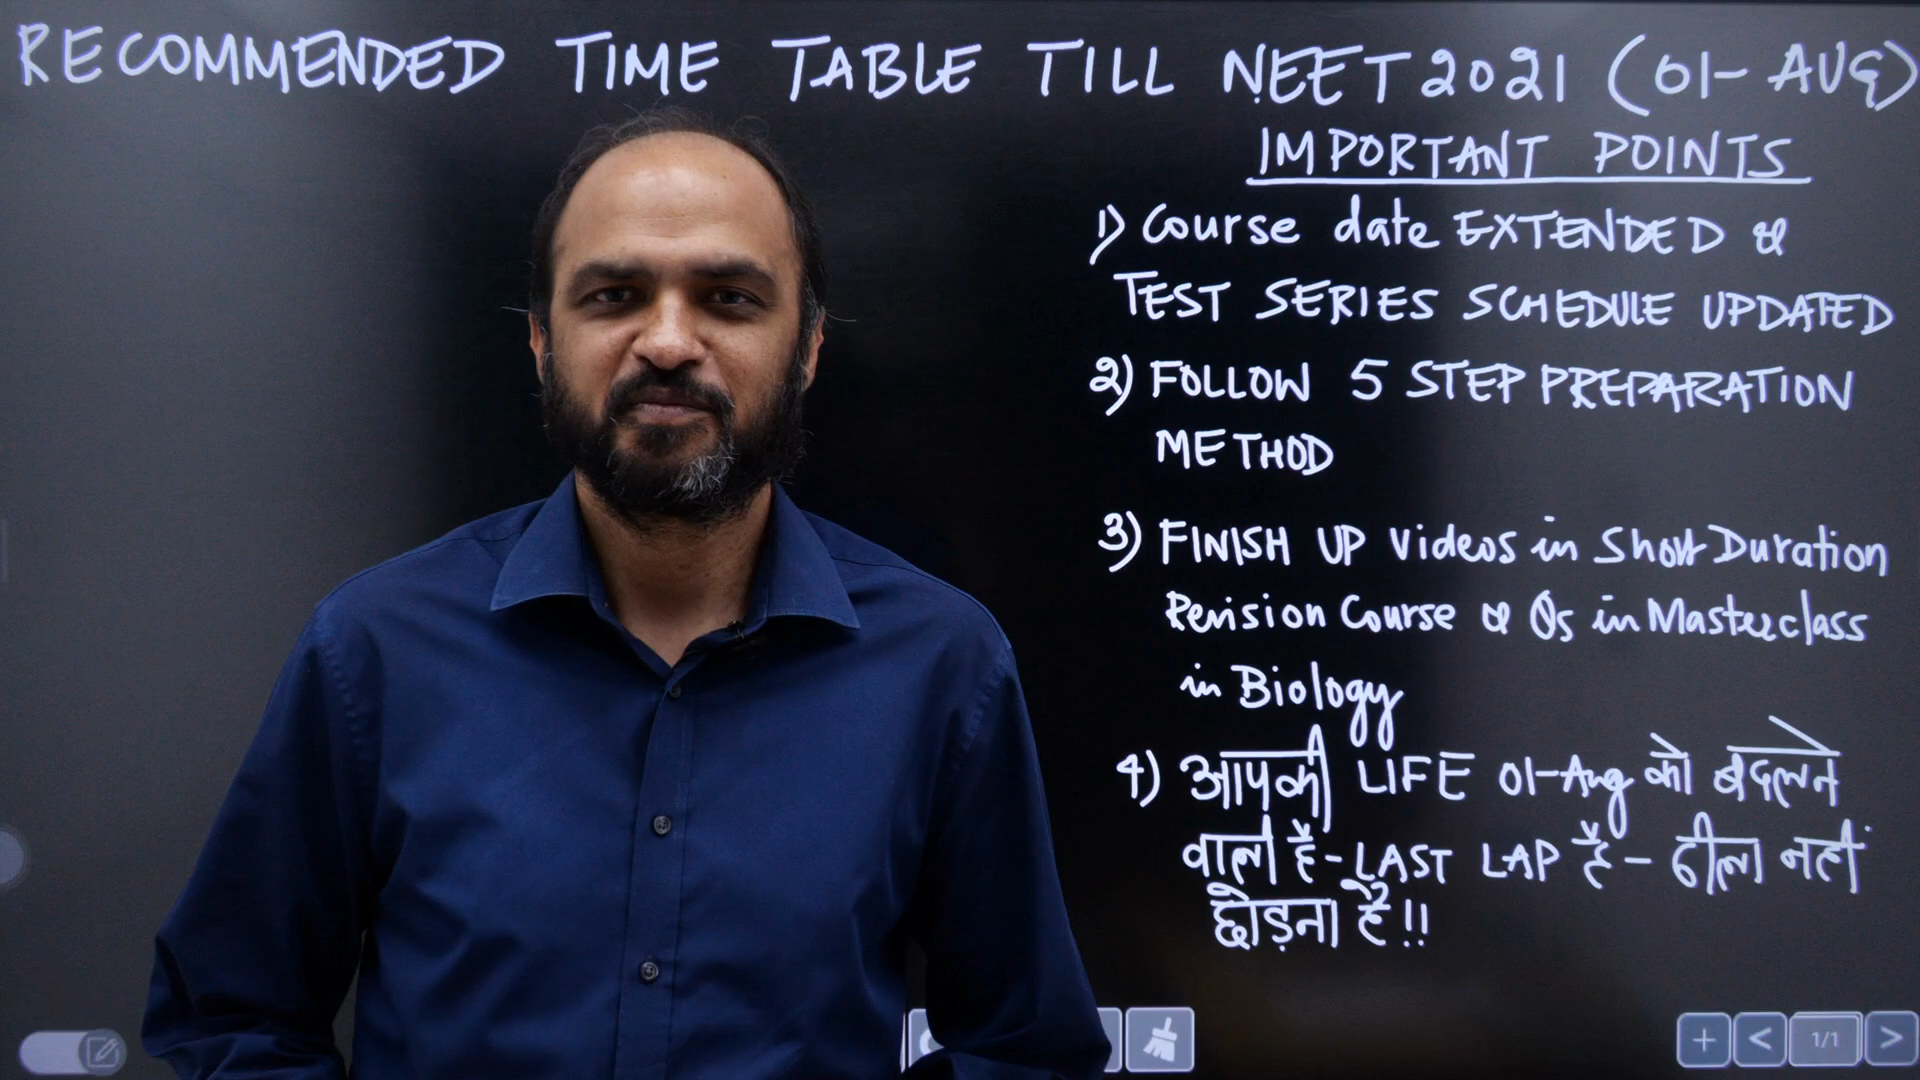 RECOMMENDED TIME TABLE TILL NEET 2021 (01-AUG)
IMPORTANT POINTS
1) Course date EXTENDED &
TEST SERIES SCHEDULE UPDATED
2) FOLLOW 5 STEP PREPARATION
METHOD
3) FINISH UP videos in Short Duration
Revision Course & Qs in Masterclass
in Biology
4) आपकी LIFE 01-Aug को बदलने
वाली है - LAST LAP है - ढील नहीं
छोड़ना है !!
1/1